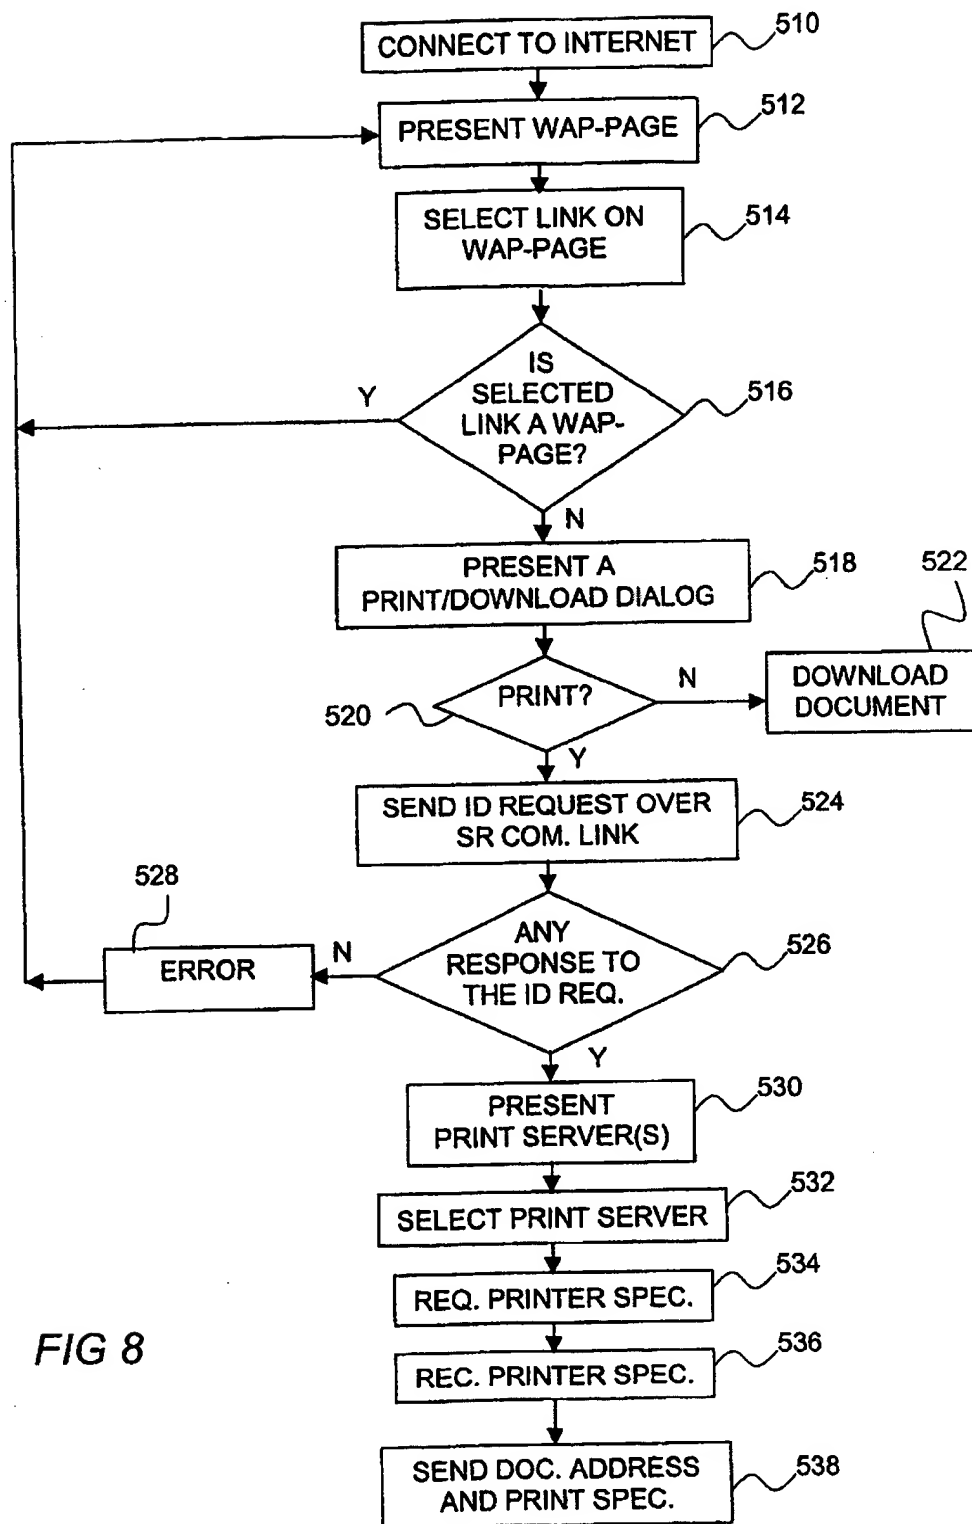 CONNECT TO INTERNET
510
PRESENT WAP-PAGE
512
SELECT LINK ON
WAP-PAGE
514
IS
SELECTED
LINK A WAP-
PAGE?
516
Y
N
PRESENT A
PRINT/DOWNLOAD DIALOG
518
522
PRINT?
520
N
DOWNLOAD
DOCUMENT
Y
SEND ID REQUEST OVER
SR COM. LINK
524
528
ERROR
N
ANY
RESPONSE TO
THE ID REQ.
526
Y
PRESENT
PRINT SERVER(S)
530
SELECT PRINT SERVER
532
REQ. PRINTER SPEC.
534
REC. PRINTER SPEC.
536
SEND DOC. ADDRESS
AND PRINT SPEC.
538
FIG 8